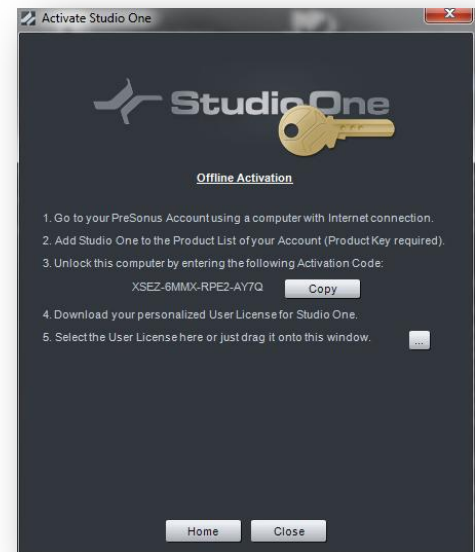 Activate Studio One
x
Studio One
Offline Activation
1. Go to your PreSonus Account using a computer with Internet connection.
2. Add Studio One to the Product List of your Account (Product Key required).
3. Unlock this computer by entering the following Activation Code:
XSEZ-6MMX-RPE2-AY7Q Copy
4. Download your personalized User License for Studio One.
5. Select the User License here or just drag it onto this window. ...
Home Close